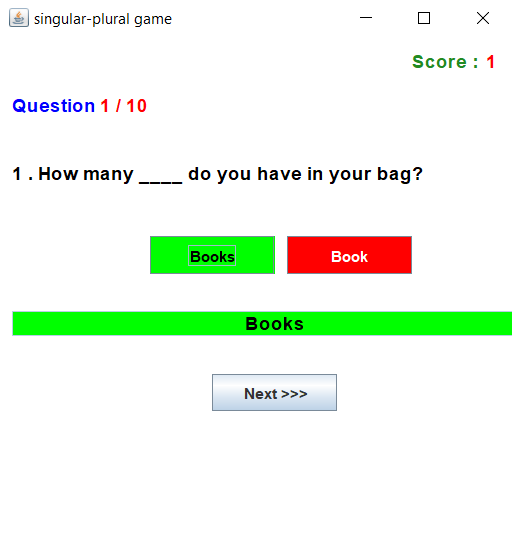 singular-plural game
Score : 1
Question 1 / 10
1 . How many ____ do you have in your bag?
Books Book
Books
Next >>>